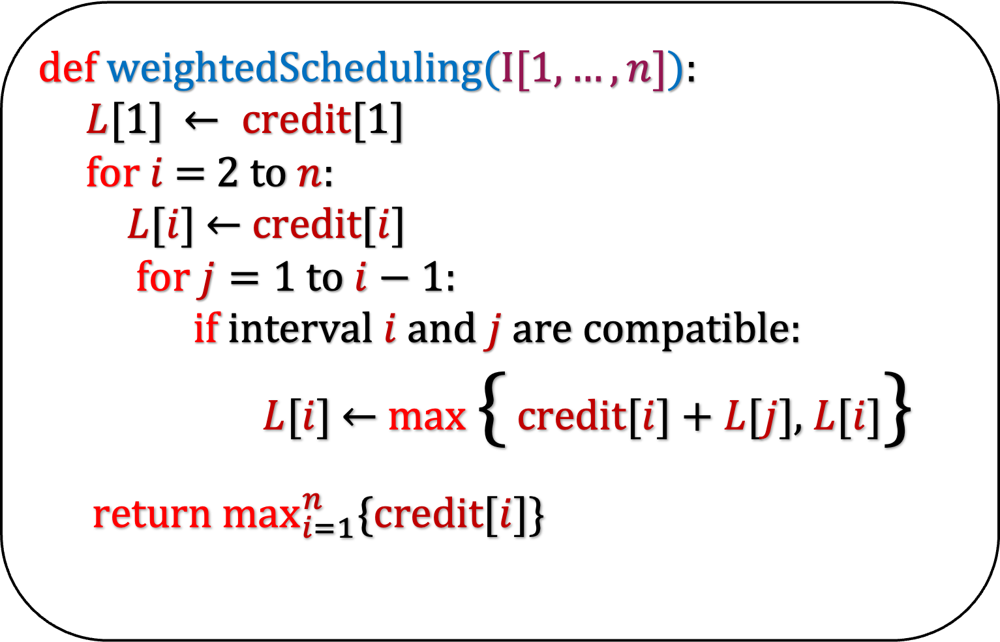 def weightedScheduling(I[1, … , n]):
L[1] ← credit[1]
for i = 2 to n:
L[i] ← credit[i]
for j = 1 to i − 1:
if interval i and j are compatible:
L[i] ← max { credit[i] + L[j], L[i]}
return maxⁿᵢ₌₁{credit[i]}